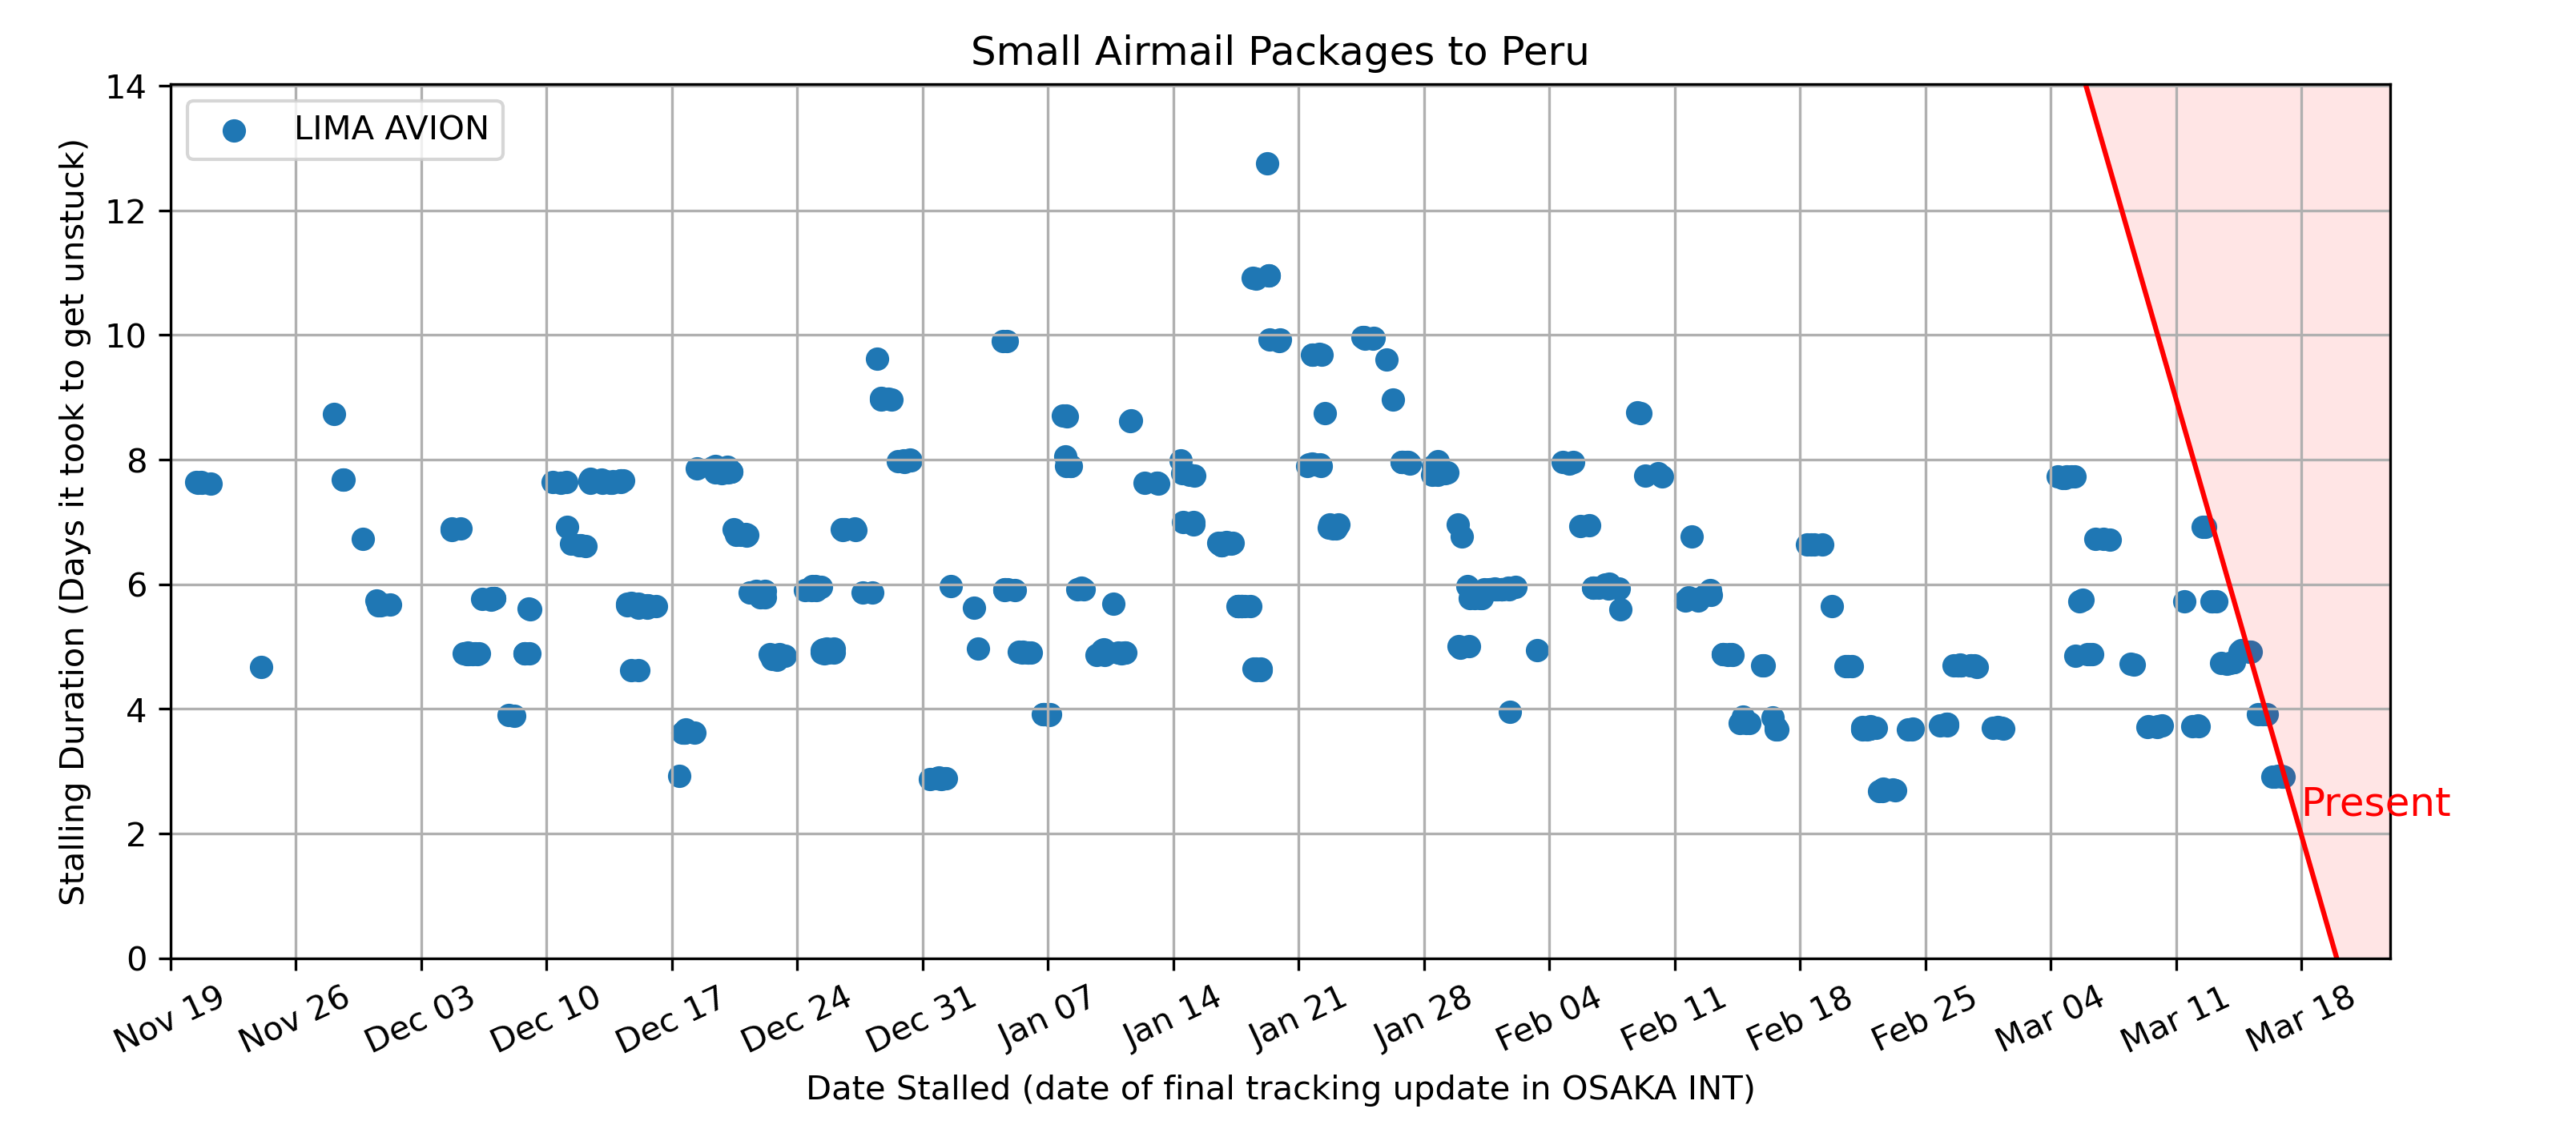 Small Airmail Packages to Peru
LIMA AVION
Stalling Duration (Days it took to get unstuck)
14
12
10
8
6
4
2
0
Present
Nov 19
Nov 26
Dec 03
Dec 10
Dec 17
Dec 24
Dec 31
Jan 07
Jan 14
Jan 21
Jan 28
Feb 04
Feb 11
Feb 18
Feb 25
Mar 04
Mar 11
Mar 18
Date Stalled (date of final tracking update in OSAKA INT)